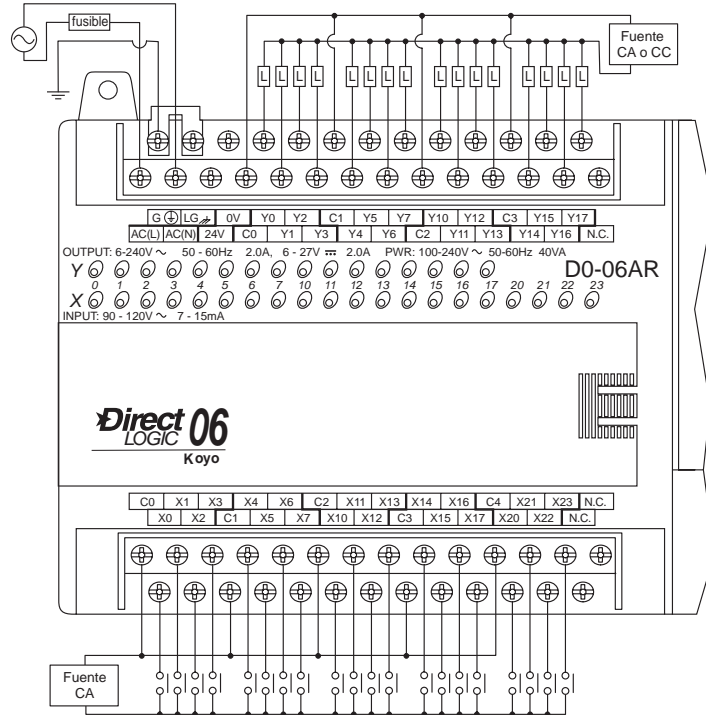 fusible
Fuente
CA o CC
L L L L L L L L L L L L L L L L
G LG 0V Y0 Y2 C1 Y5 Y7 Y10 Y12 C3 Y15 Y17
AC(L) AC(N) 24V C0 Y1 Y3 Y4 Y6 C2 Y11 Y13 Y14 Y16 N.C.
OUTPUT: 6-240V ~ 50 - 60Hz 2.0A, 6 - 27V ⎓ 2.0A PWR: 100-240V ~ 50-60Hz 40VA
Y D0-06AR
0 1 2 3 4 5 6 7 10 11 12 13 14 15 16 17 20 21 22 23
X
INPUT: 90 - 120V ~ 7 - 15mA
Direct
LOGIC 06
Koyo
C0 X1 X3 X4 X6 C2 X11 X13 X14 X16 C4 X21 X23 N.C.
X0 X2 C1 X5 X7 X10 X12 C3 X15 X17 X20 X22 N.C.
Fuente
CA